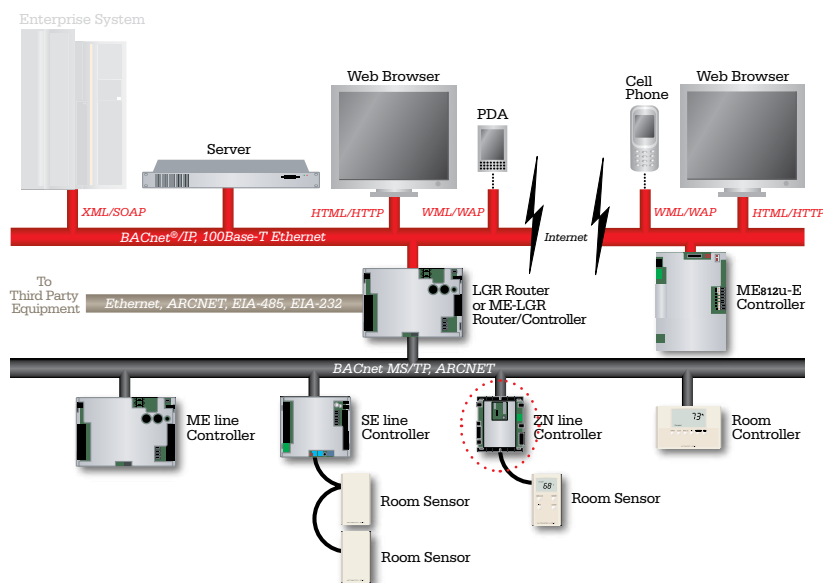 Enterprise System
Web Browser
Cell
Phone
Web Browser
PDA
Server
XML/SOAP
HTML/HTTP
WML/WAP
WML/WAP
HTML/HTTP
BACnet®/IP, 100Base-T Ethernet
Internet
To
Third Party
Equipment
Ethernet, ARCNET, EIA-485, EIA-232
LGR Router
or ME-LGR
Router/Controller
ME812u-E
Controller
BACnet MS/TP, ARCNET
ME line
Controller
SE line
Controller
ZN line
Controller
73°
Room
Controller
68
Room Sensor
Room Sensor
Room Sensor